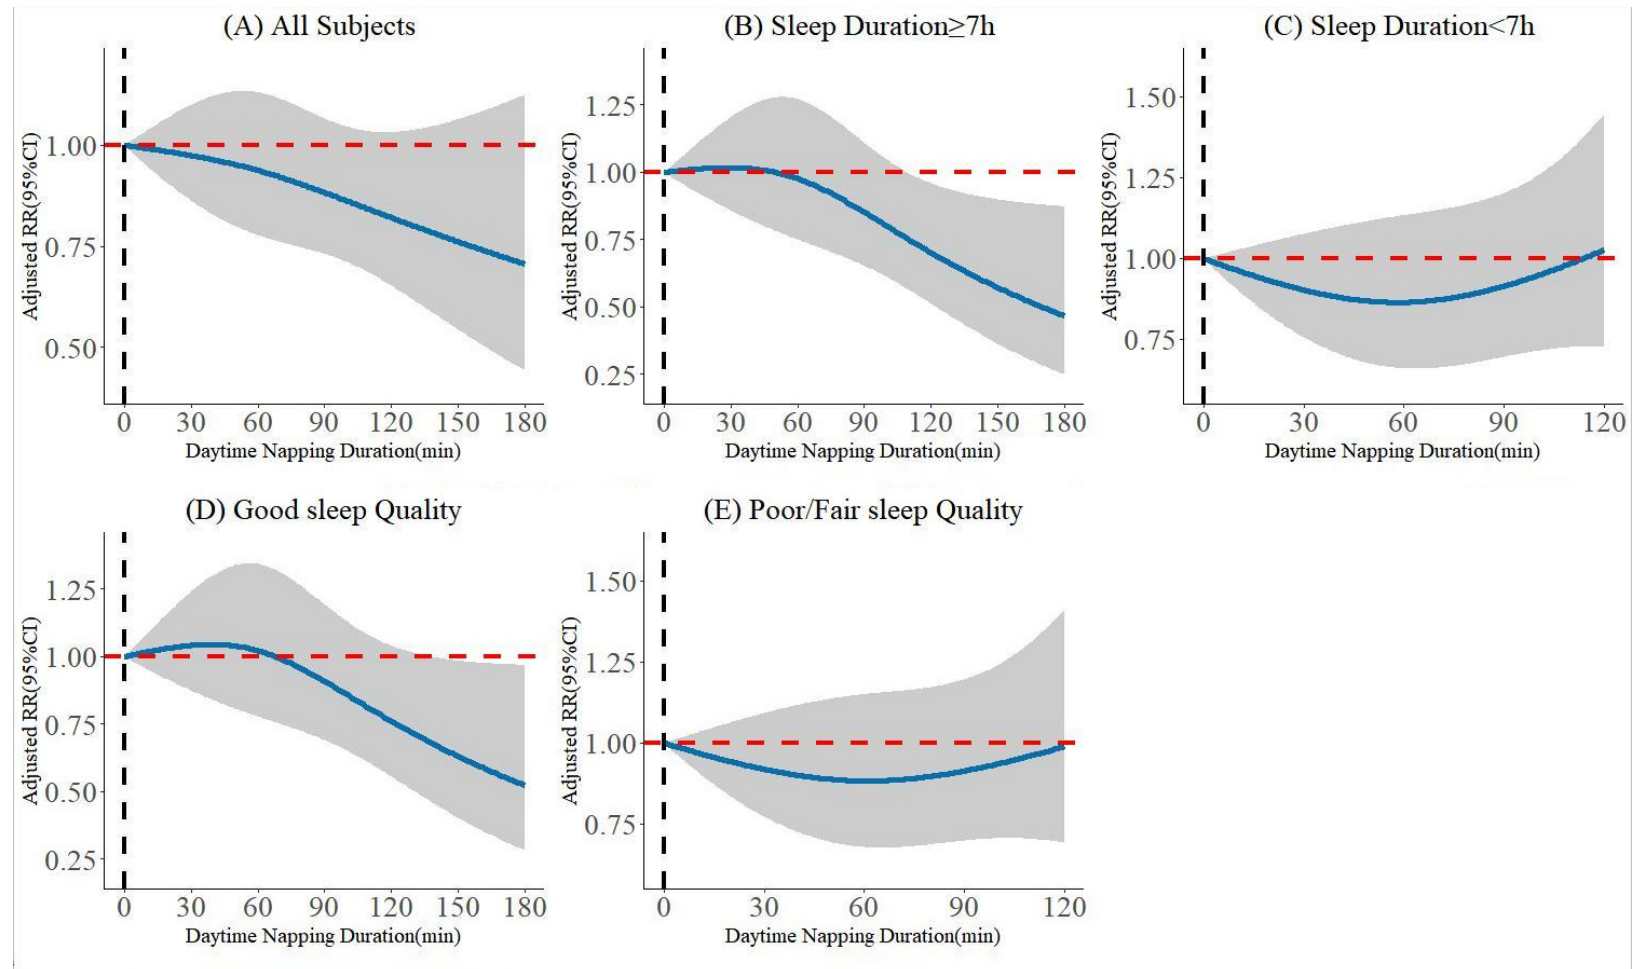 (A) All Subjects
Adjusted RR(95%CI)
1.00
0.75
0.50
0 30 60 90 120 150 180
Daytime Napping Duration(min)
(B) Sleep Duration≥7h
Adjusted RR(95%CI)
1.25
1.00
0.75
0.50
0.25
0 30 60 90 120 150 180
Daytime Napping Duration(min)
(C) Sleep Duration<7h
Adjusted RR(95%CI)
1.50
1.25
1.00
0.75
0 30 60 90 120
Daytime Napping Duration(min)
(D) Good sleep Quality
Adjusted RR(95%CI)
1.25
1.00
0.75
0.50
0.25
0 30 60 90 120 150 180
Daytime Napping Duration(min)
(E) Poor/Fair sleep Quality
Adjusted RR(95%CI)
1.50
1.25
1.00
0.75
0 30 60 90 120
Daytime Napping Duration(min)